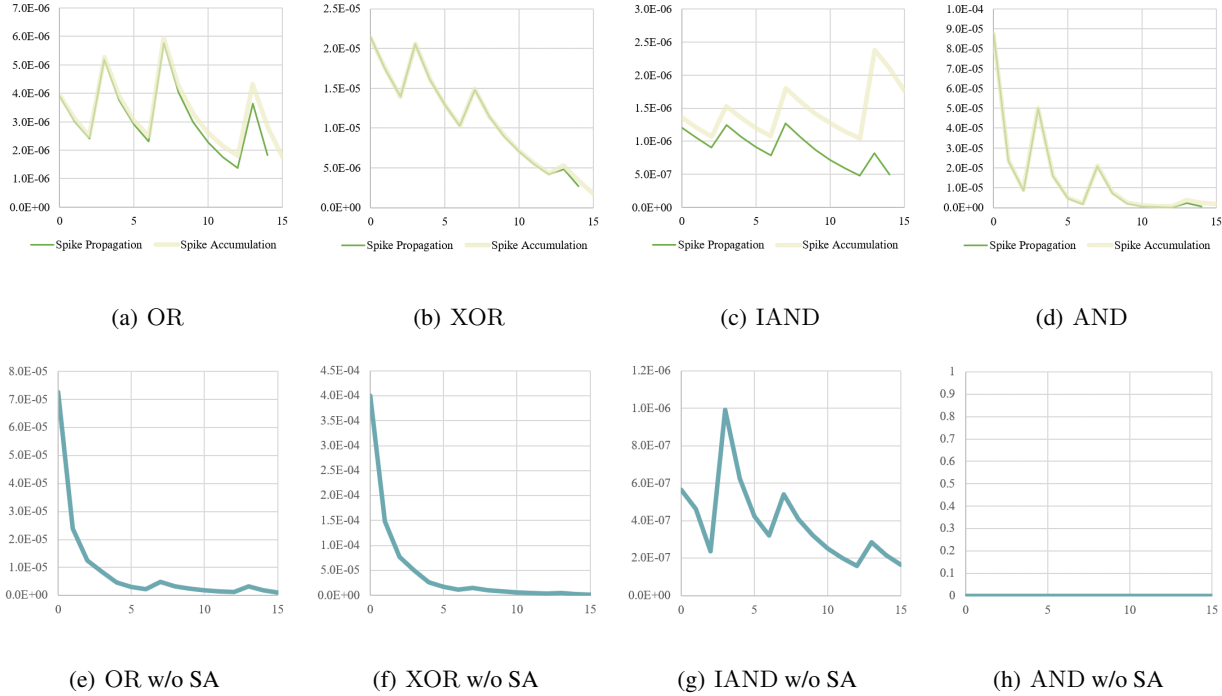 7.0E-06
6.0E-06
5.0E-06
4.0E-06
3.0E-06
2.0E-06
1.0E-06
0.0E+00
0 5 10 15
Spike Propagation Spike Accumulation
(a) OR
2.5E-05
2.0E-05
1.5E-05
1.0E-05
5.0E-06
0.0E+00
0 5 10 15
Spike Propagation Spike Accumulation
(b) XOR
3.0E-06
2.5E-06
2.0E-06
1.5E-06
1.0E-06
5.0E-07
0.0E+00
0 5 10 15
Spike Propagation Spike Accumulation
(c) IAND
1.0E-04
9.0E-05
8.0E-05
7.0E-05
6.0E-05
5.0E-05
4.0E-05
3.0E-05
2.0E-05
1.0E-05
0.0E+00
0 5 10 15
Spike Propagation Spike Accumulation
(d) AND
8.0E-05
7.0E-05
6.0E-05
5.0E-05
4.0E-05
3.0E-05
2.0E-05
1.0E-05
0.0E+00
0 5 10 15
(e) OR w/o SA
4.5E-04
4.0E-04
3.5E-04
3.0E-04
2.5E-04
2.0E-04
1.5E-04
1.0E-04
5.0E-05
0.0E+00
0 5 10 15
(f) XOR w/o SA
1.2E-06
1.0E-06
8.0E-07
6.0E-07
4.0E-07
2.0E-07
0.0E+00
0 5 10 15
(g) IAND w/o SA
1
0.9
0.8
0.7
0.6
0.5
0.4
0.3
0.2
0.1
0
0 5 10 15
(h) AND w/o SA